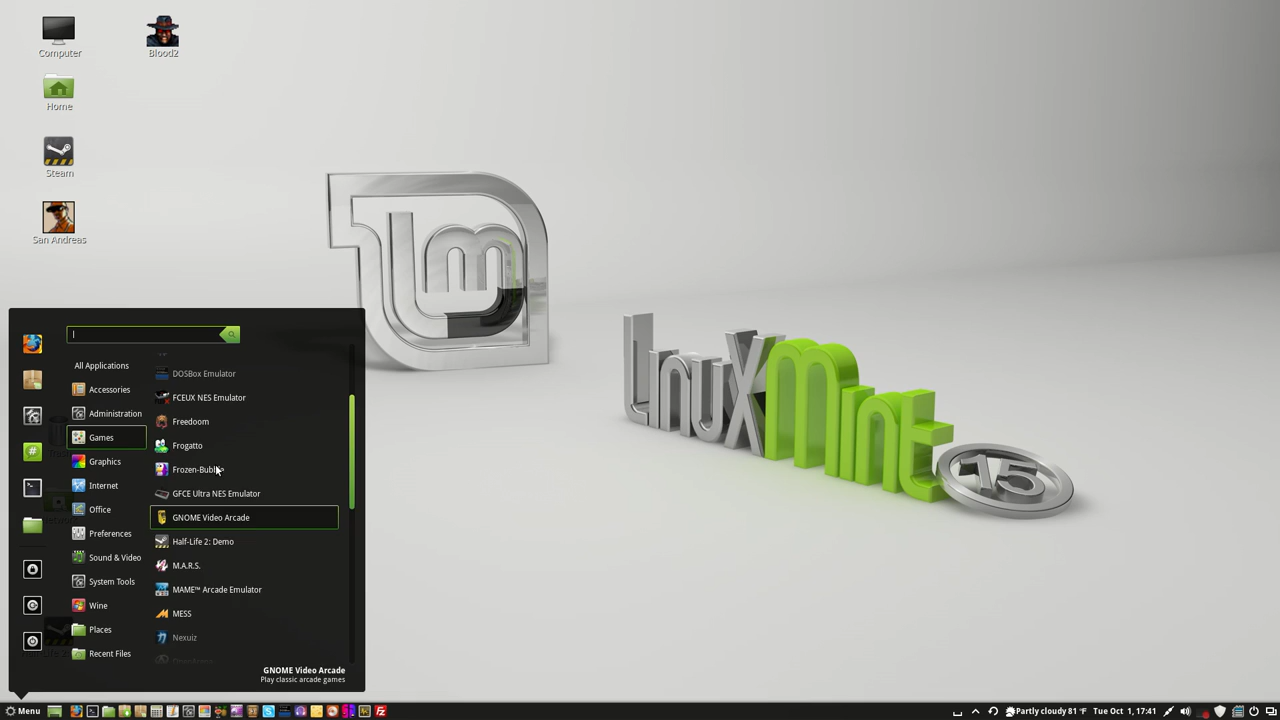 Computer
Blood2
Home
Steam
San Andreas
lm
LinuxMint
15
All Applications
Accessories
Administration
Games
Graphics
Internet
Office
Preferences
Sound & Video
System Tools
Wine
Places
Recent Files
DOSBox Emulator
FCEUX NES Emulator
Freedoom
Frogatto
Frozen-Bubble
GFCE Ultra NES Emulator
GNOME Video Arcade
Half-Life 2: Demo
M.A.R.S.
MAME™ Arcade Emulator
MESS
Nexuiz
GNOME Video Arcade
Play classic arcade games
Menu
Partly cloudy 81 °F
Tue Oct 1, 17:41